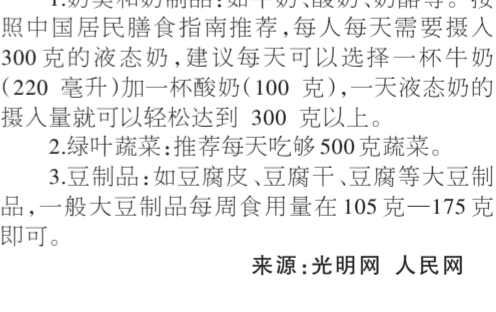 1.奶类和奶制品:如牛奶、酸奶、奶酪等。按
照中国居民膳食指南推荐,每人每天需要摄入
300克的液态奶,建议每天可以选择一杯牛奶
(220 毫升)加一杯酸奶(100 克),一天液态奶的
摄入量就可以轻松达到 300 克以上。
2.绿叶蔬菜:推荐每天吃够500克蔬菜。
3.豆制品:如豆腐皮、豆腐干、豆腐等大豆制
品,一般大豆制品每周食用量在105克—175克
即可。
来源:光明网 人民网